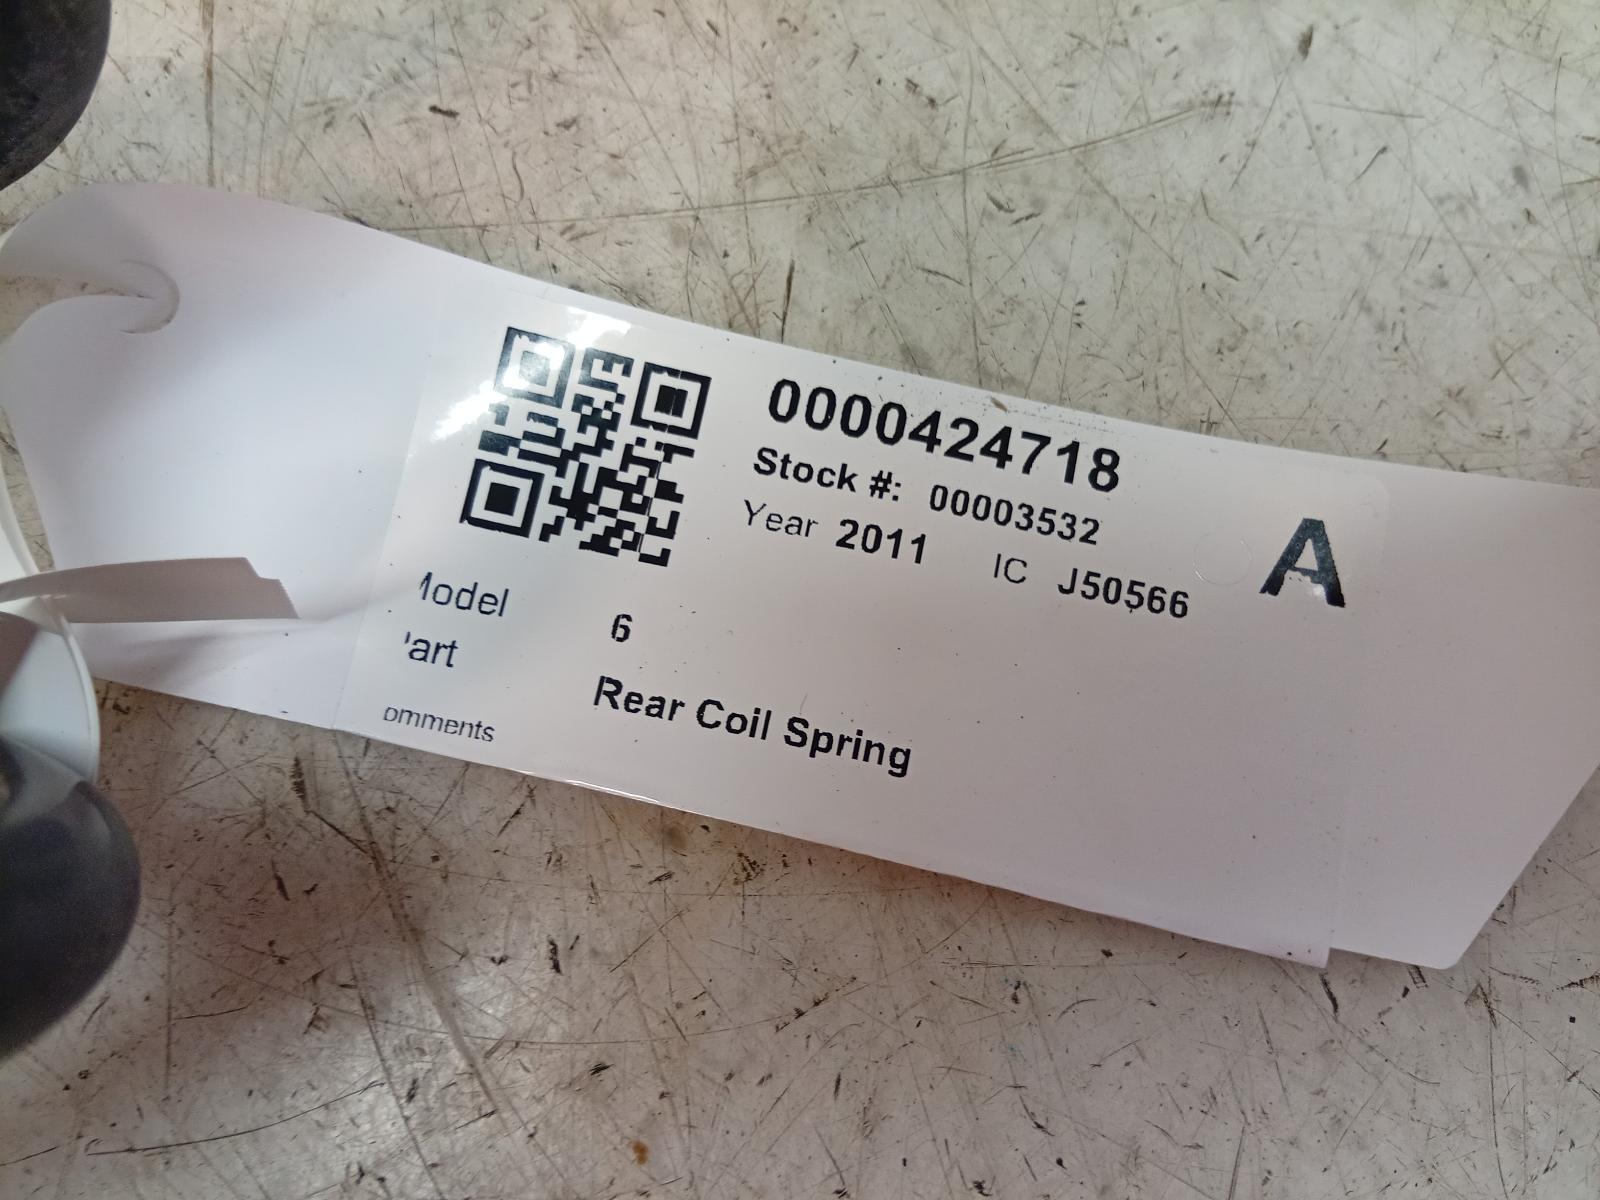 0000424718
Stock #: 00003532
Year 2011 IC J50566 A
Model 6
Part Rear Coil Spring
omments